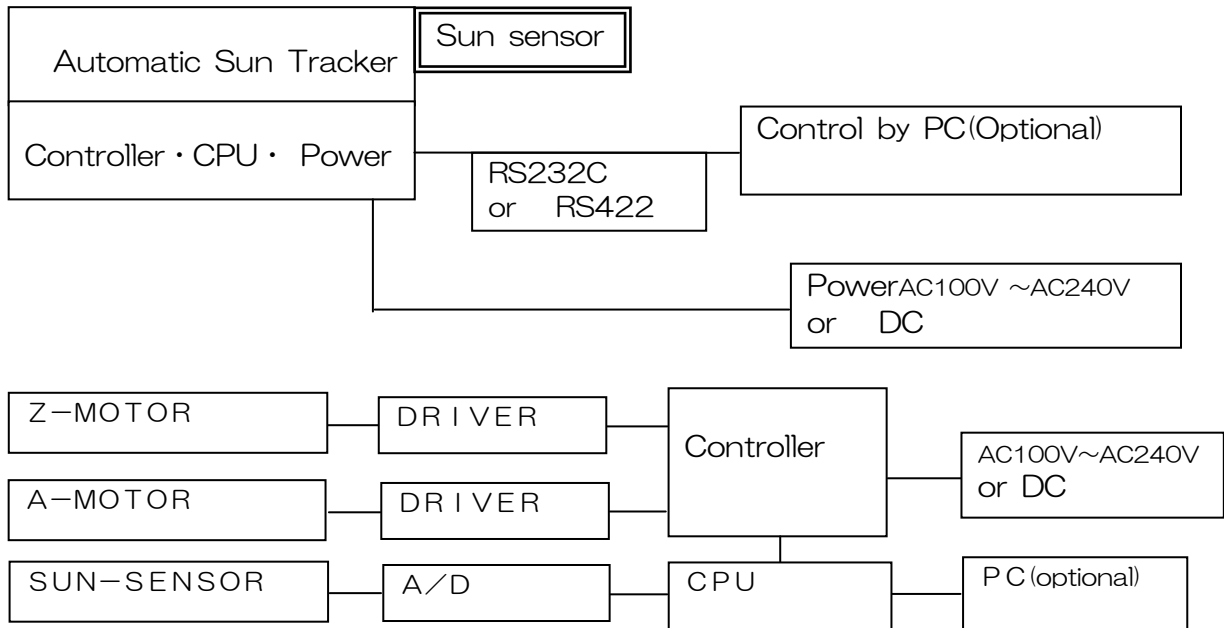 Sun sensor
Automatic Sun Tracker
Controller・CPU・ Power
Control by PC(Optional)
RS232C
or RS422
PowerAC100V ～AC240V
or DC
Z－MOTOR
DRIVER
Controller
AC100V～AC240V
or DC
A－MOTOR
DRIVER
SUN－SENSOR
A／D
CPU
PC(optional)